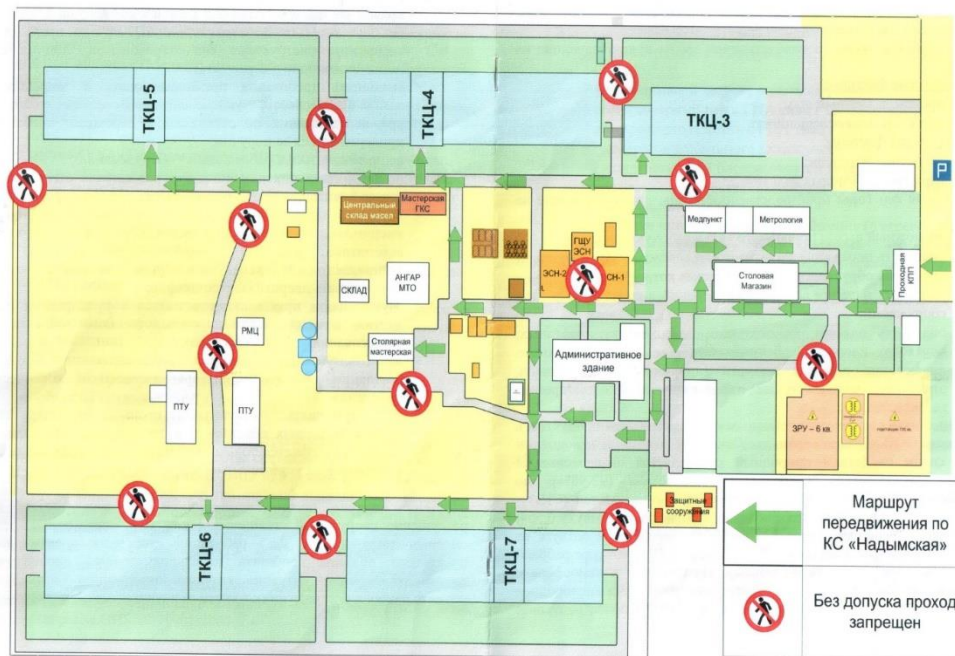 ТКЦ-5
ТКЦ-4
ТКЦ-3
P
Центральный
склад масел
Мастерская
ГКС
Медпункт
Метрология
ГЩУ
ЭСН
ЭСН-2
СН-1
Столовая
Магазин
Проходная
КПП
СКЛАД
АНГАР
МТО
РМЦ
Столярная
мастерская
Административное
здание
ПТУ
ПТУ
ЗРУ – 6 кв.
Защитные
сооружения
ТКЦ-6
ТКЦ-7
Маршрут
передвижения по
КС «Надымская»
Без допуска проход
запрещен